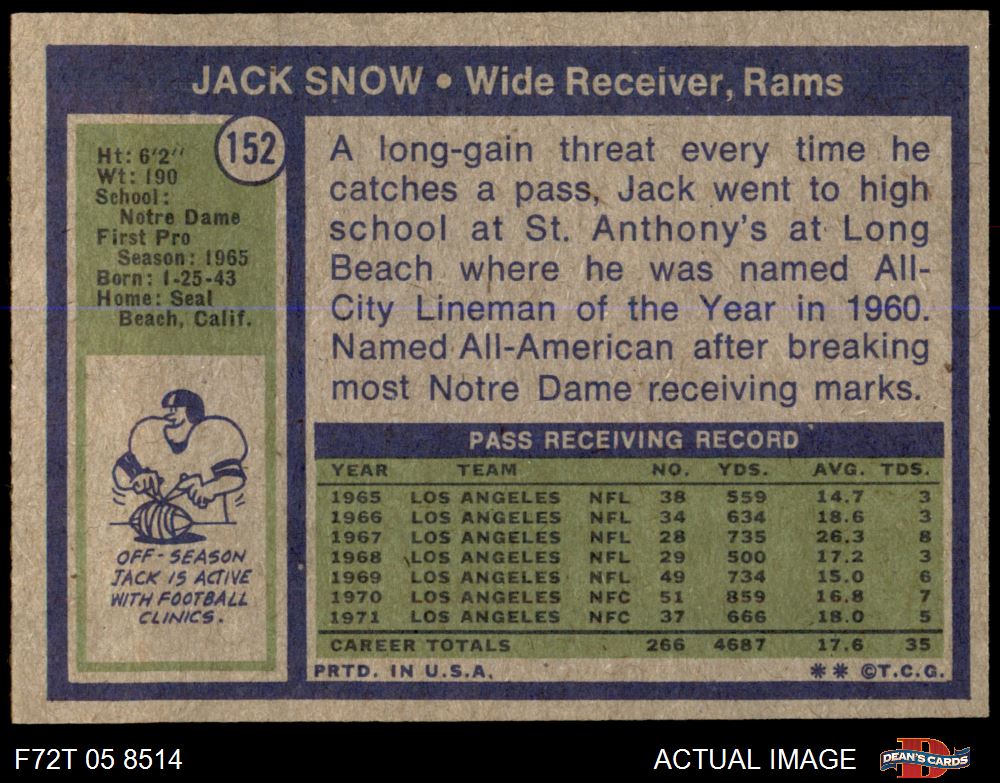 JACK SNOW • Wide Receiver, Rams
152
Ht: 6'2"
Wt: 190
School:
Notre Dame
First Pro
Season: 1965
Born: 1-25-43
Home: Seal
Beach, Calif.
OFF-SEASON
JACK IS ACTIVE
WITH FOOTBALL
CLINICS.
A long-gain threat every time he
catches a pass, Jack went to high
school at St. Anthony's at Long
Beach where he was named All-
City Lineman of the Year in 1960.
Named All-American after breaking
most Notre Dame receiving marks.
PASS RECEIVING RECORD
YEAR TEAM NO. YDS. AVG. TDS.
1965 LOS ANGELES NFL 38 559 14.7 3
1966 LOS ANGELES NFL 34 634 18.6 3
1967 LOS ANGELES NFL 28 735 26.3 8
1968 LOS ANGELES NFL 29 500 17.2 3
1969 LOS ANGELES NFL 49 734 15.0 6
1970 LOS ANGELES NFC 51 859 16.8 7
1971 LOS ANGELES NFC 37 666 18.0 5
CAREER TOTALS 266 4687 17.6 35
PRTD. IN U.S.A. ** ©T.C.G.
F72T 05 8514 ACTUAL IMAGE DEAN'S CARDS